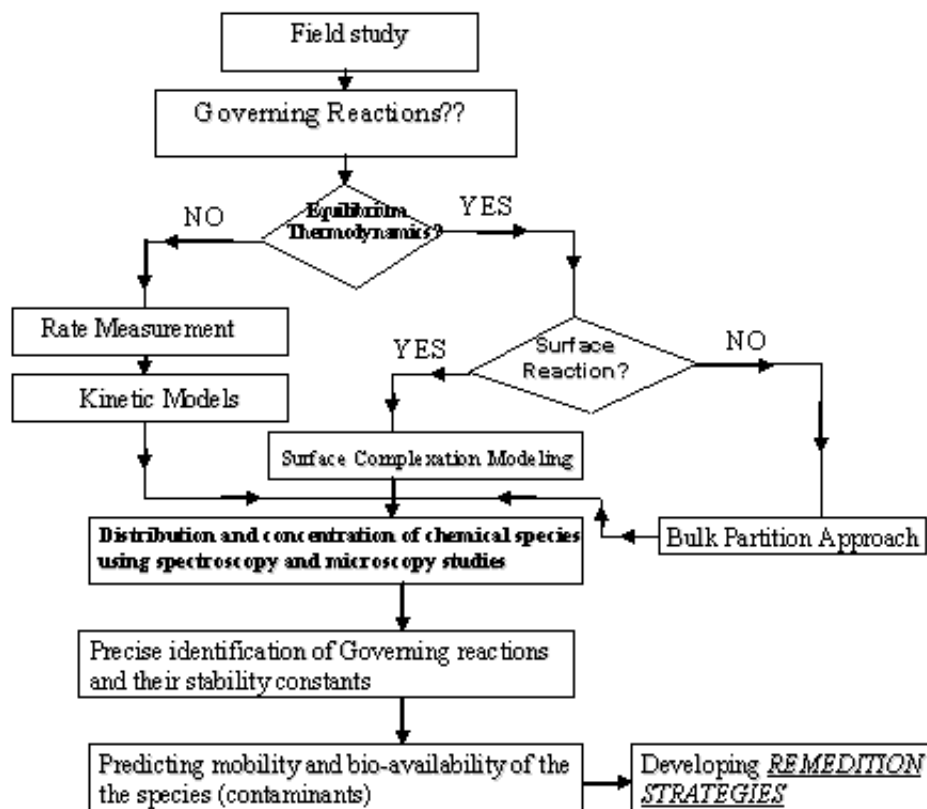 Field study
Governing Reactions??
NO
Equilibrium
Thermodynamics?
YES
Rate Measurement
YES
Surface
Reaction?
NO
Kinetic Models
Surface Complexation Modeling
Distribution and concentration of chemical species
using spectroscopy and microscopy studies
Bulk Partition Approach
Precise identification of Governing reactions
and their stability constants
Predicting mobility and bio-availability of the
the species (contaminants)
Developing REMEDITION
STRATEGIES